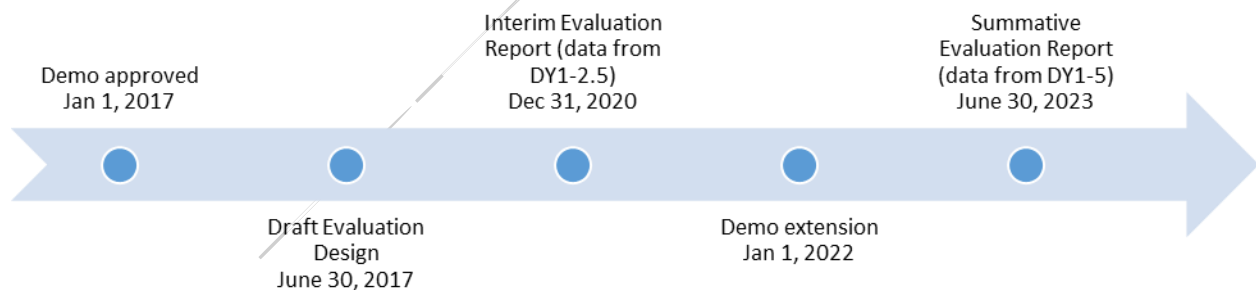 Demo approved
Jan 1, 2017
Draft Evaluation
Design
June 30, 2017
Interim Evaluation
Report (data from
DY1-2.5)
Dec 31, 2020
Demo extension
Jan 1, 2022
Summative
Evaluation Report
(data from DY1-5)
June 30, 2023